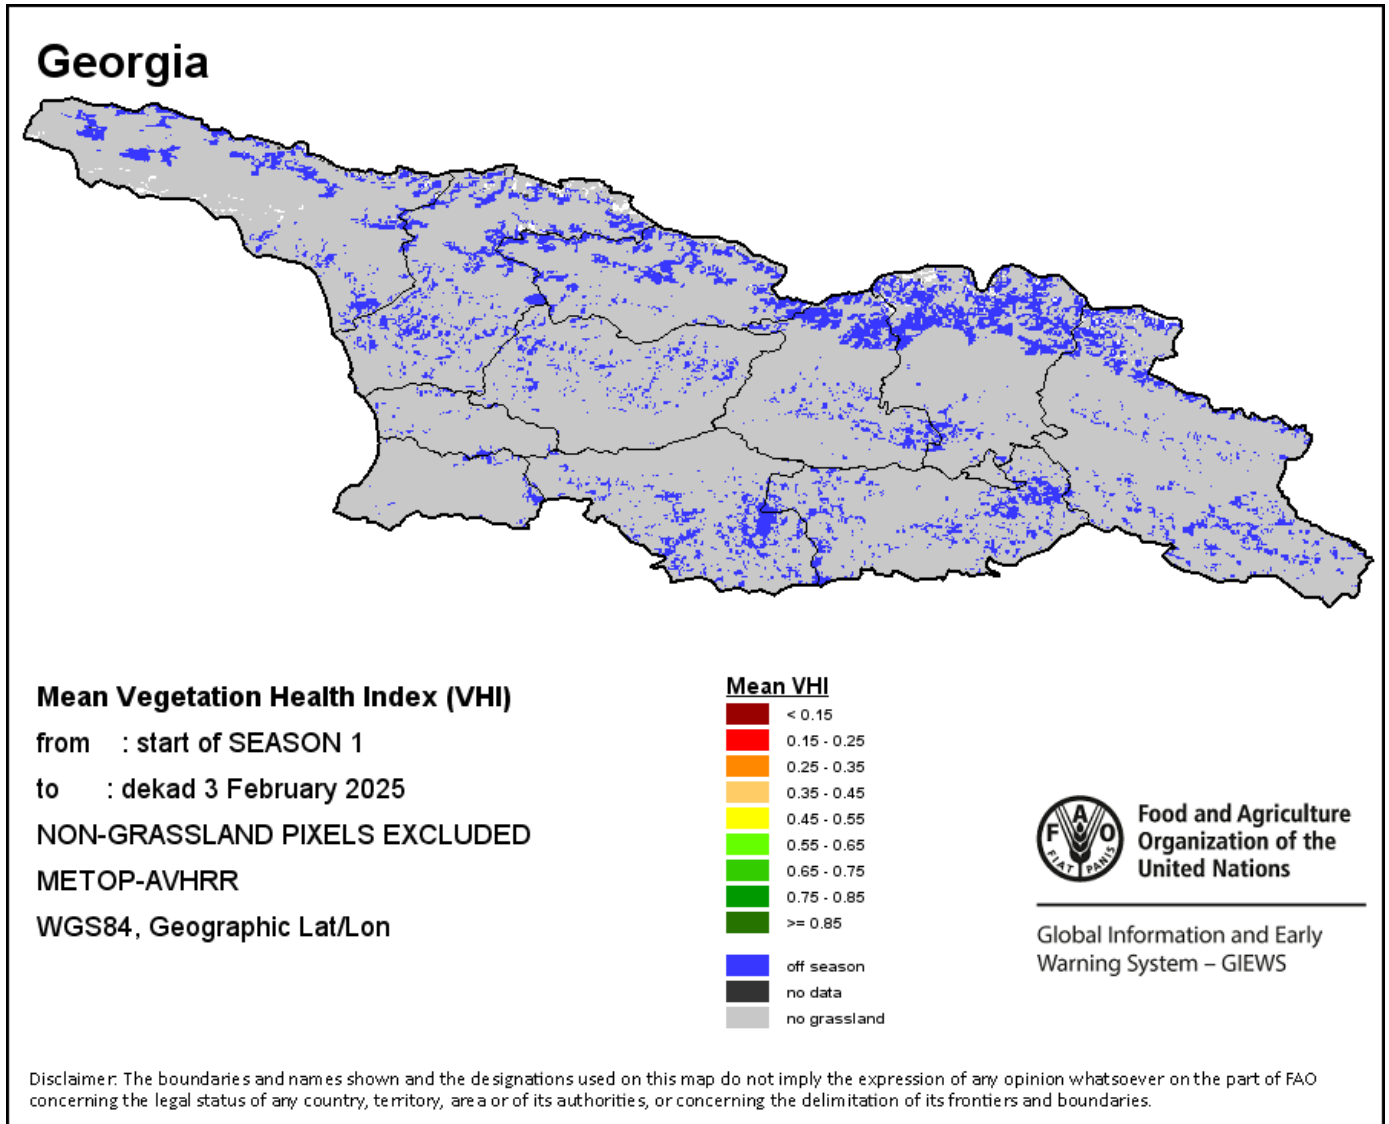 Georgia
Mean Vegetation Health Index (VHI)
from : start of SEASON 1
to : dekad 3 February 2025
NON-GRASSLAND PIXELS EXCLUDED
METOP-AVHRR
WGS84, Geographic Lat/Lon
Mean VHI
< 0.15
0.15 - 0.25
0.25 - 0.35
0.35 - 0.45
0.45 - 0.55
0.55 - 0.65
0.65 - 0.75
0.75 - 0.85
>= 0.85
off season
no data
no grassland
F A O
FIAT PANIS
Food and Agriculture
Organization of the
United Nations
Global Information and Early
Warning System – GIEWS
Disclaimer: The boundaries and names shown and the designations used on this map do not imply the expression of any opinion whatsoever on the part of FAO
concerning the legal status of any country, territory, area or of its authorities, or concerning the delimitation of its frontiers and boundaries.